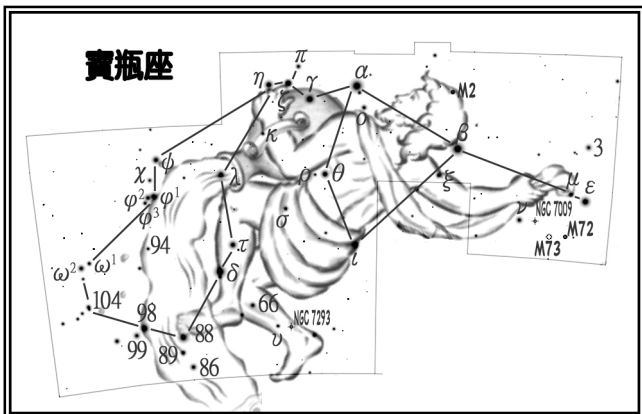 寶瓶座
π
η
ζ
γ
α
M2
ο
κ
β
3
φ
χ
λ
ρ
θ
ξ
μ
ε
φ² φ¹
φ³
ν
NGC 7009
σ
94
π
M73
M72
ι
ω² ω¹
δ
104
98
66
88
υ
NGC 7293
99
89
86